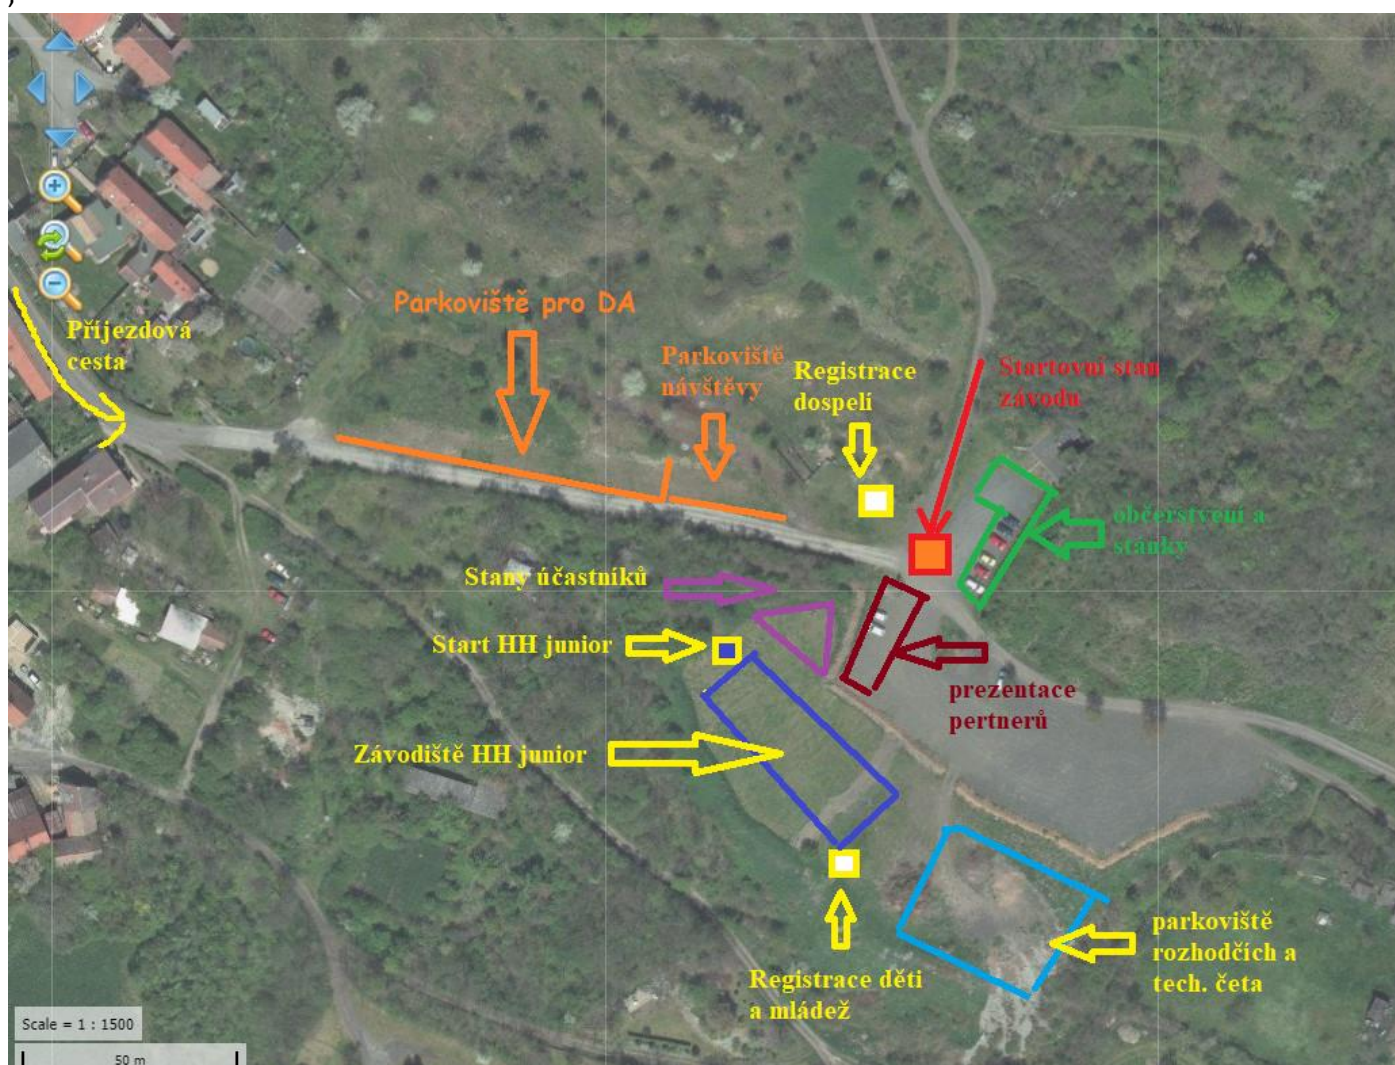 Parkoviště pro DA
Příjezdová
cesta
Parkoviště
návštěvy
Registrace
dospelí
Startovní stan
závodu
občerstvení a
stánky
Stany účastníků
Start HH junior
prezentace
pertnerů
Závodiště HH junior
parkoviště
rozhodčích a
tech. četa
Registrace děti
a mládež
Scale = 1 : 1500
50 m